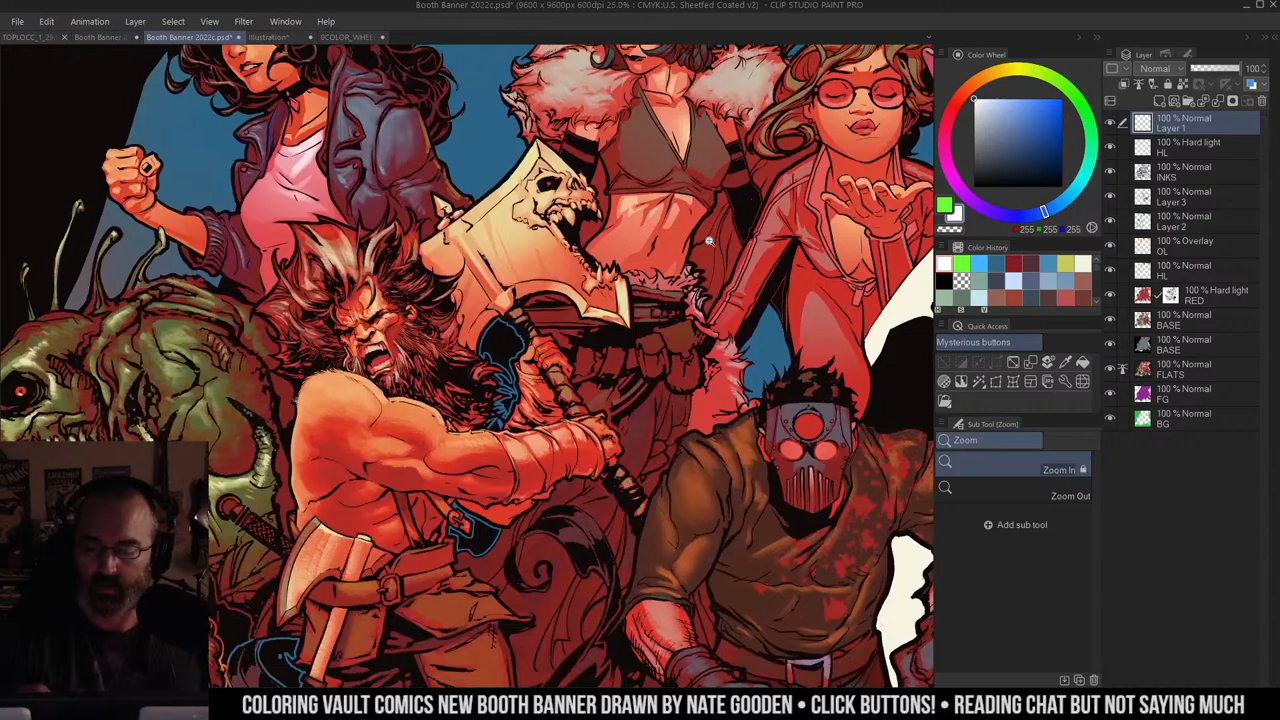 Booth Banner 2022c.psd* (9600 x 9600px 600dpi 25.0% : CMYK:U.S. Sheetfed Coated v2) - CLIP STUDIO PAINT PRO
File Edit Animation Layer Select View Filter Window Help
TOPLOCC_1_25 Booth Banner 2 Booth Banner 2022c.psd* Illustration* 0COLOR_WHEEL
Color Wheel
255 255 255
Color History
H S V
Quick Access
Mysterious buttons
Sub Tool [Zoom]
Zoom
Zoom In
Zoom Out
Add sub tool
Layer
Normal 100
100 % Normal
Layer 1
100 % Hard light
HL
100 % Normal
INKS
100 % Normal
Layer 3
100 % Normal
Layer 2
100 % Overlay
OL
100 % Normal
HL
100 % Hard light
RED
100 % Normal
BASE
100 % Normal
BASE
100 % Normal
FLATS
100 % Normal
FG
100 % Normal
BG
COLORING VAULT COMICS NEW BOOTH BANNER DRAWN BY NATE GOODEN • CLICK BUTTONS! • READING CHAT BUT NOT SAYING MUCH